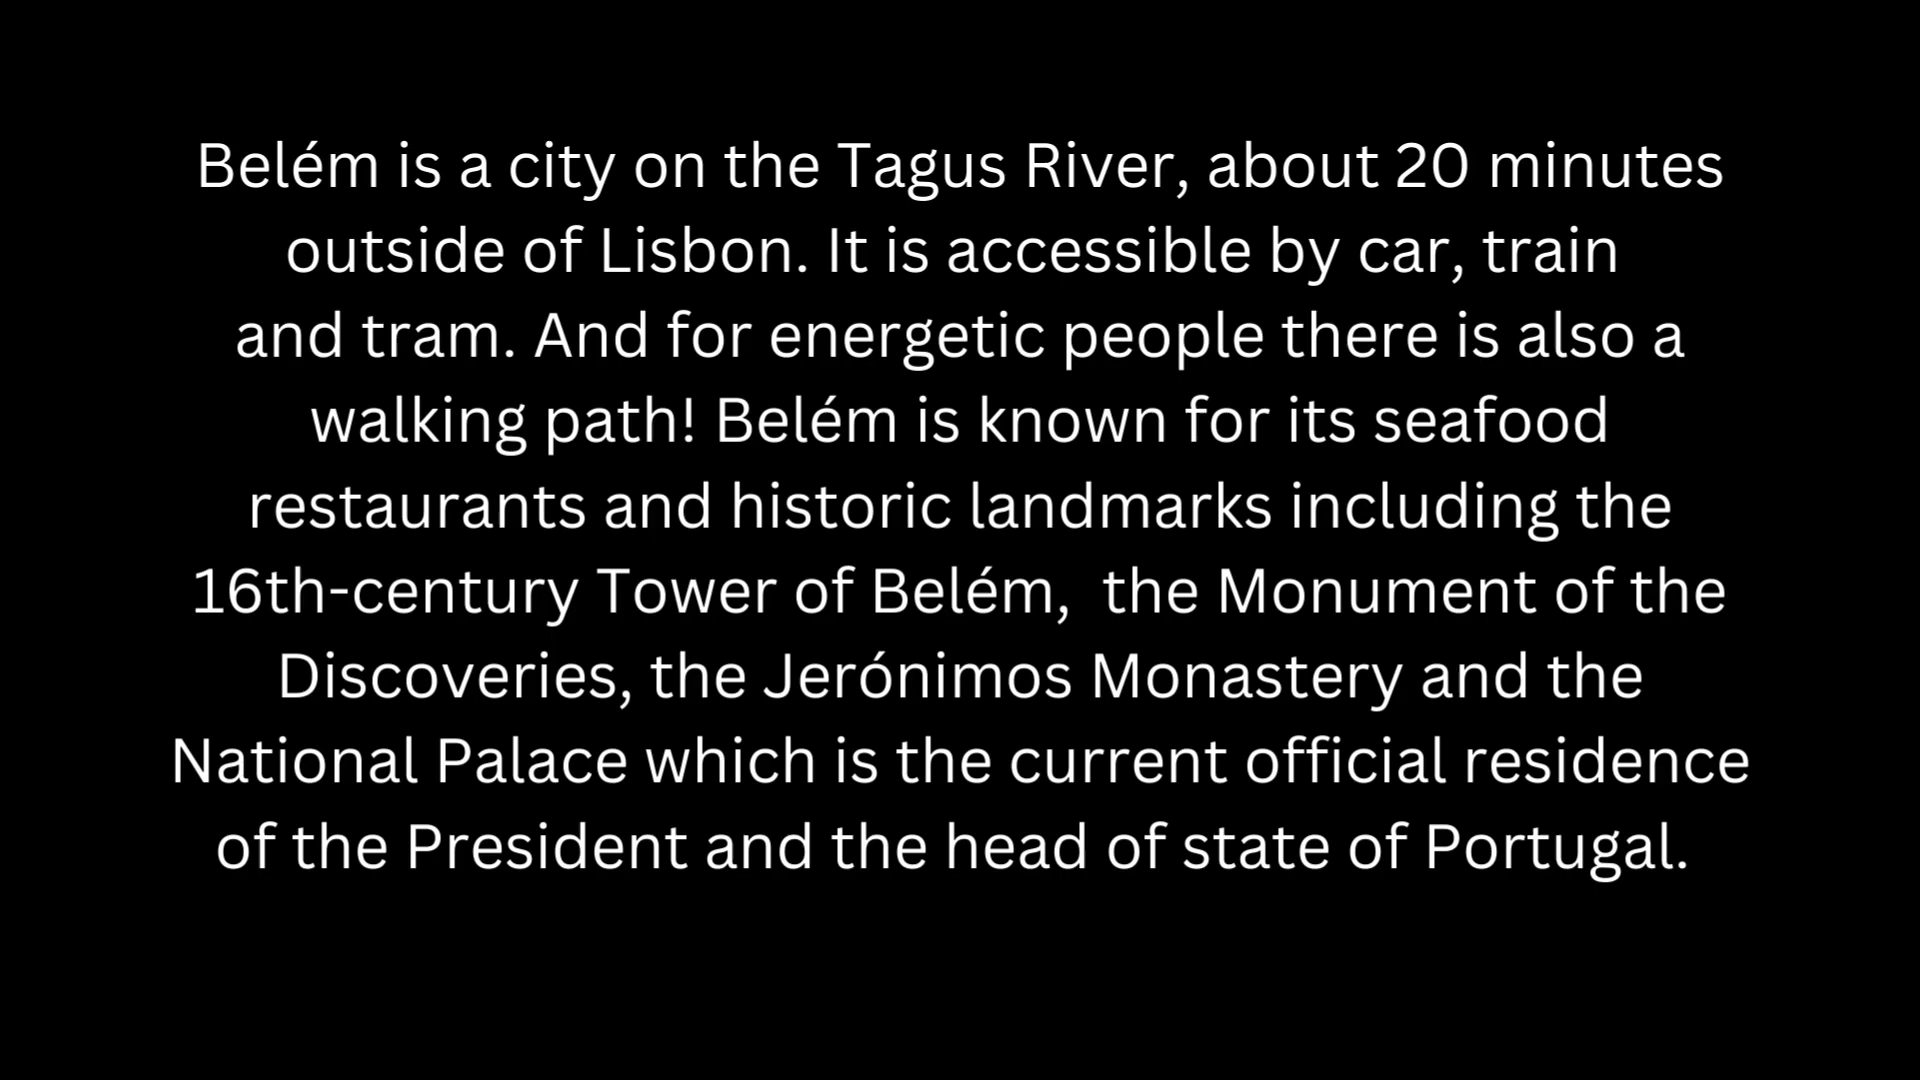 Belém is a city on the Tagus River, about 20 minutes
outside of Lisbon. It is accessible by car, train
and tram. And for energetic people there is also a
walking path! Belém is known for its seafood
restaurants and historic landmarks including the
16th-century Tower of Belém,  the Monument of the
Discoveries, the Jerónimos Monastery and the
National Palace which is the current official residence
of the President and the head of state of Portugal.